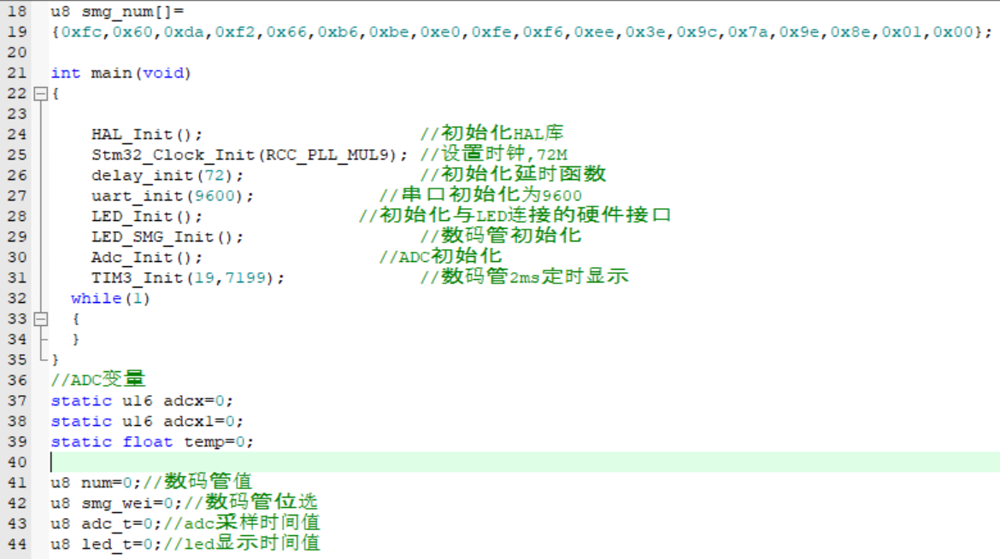 18 u8 smg_num[]=
19 {0xfc,0x60,0xda,0xf2,0x66,0xb6,0xbe,0xe0,0xfe,0xf6,0xee,0x3e,0x9c,0x7a,0x9e,0x8e,0x01,0x00};
20
21 int main(void)
22 {
23
24 HAL_Init(); //初始化HAL库
25 Stm32_Clock_Init(RCC_PLL_MUL9); //设置时钟,72M
26 delay_init(72); //初始化延时函数
27 uart_init(9600); //串口初始化为9600
28 LED_Init(); //初始化与LED连接的硬件接口
29 LED_SMG_Init(); //数码管初始化
30 Adc_Init(); //ADC初始化
31 TIM3_Init(19,7199); //数码管2ms定时显示
32 while(1)
33 {
34 }
35 }
36 //ADC变量
37 static u16 adcx=0;
38 static u16 adcx1=0;
39 static float temp=0;
40
41 u8 num=0;//数码管值
42 u8 smg_wei=0;//数码管位选
43 u8 adc_t=0;//adc采样时间值
44 u8 led_t=0;//led显示时间值